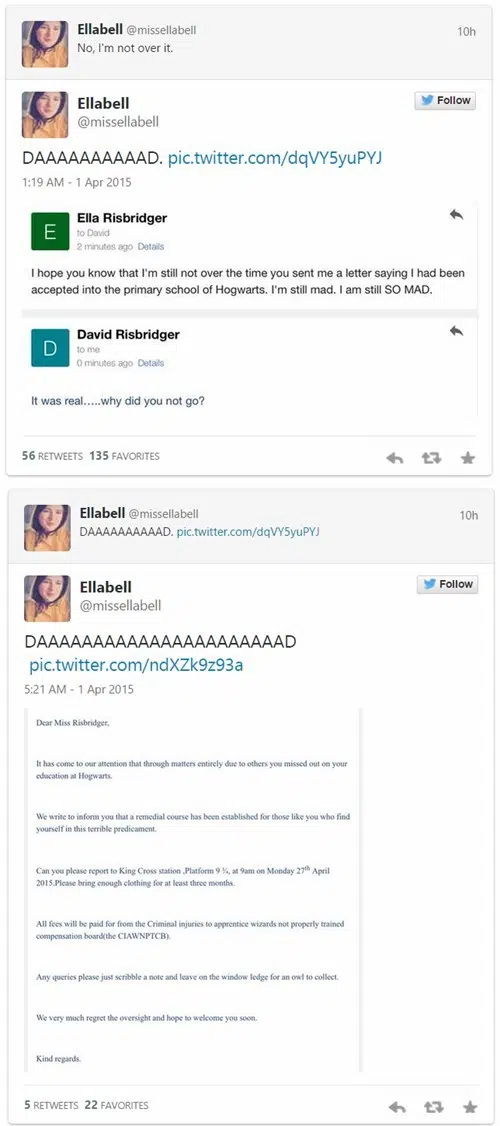 Ellabell @missellabell 10h
No, I'm not over it.
Ellabell Follow
@missellabell
DAAAAAAAAAAD. pic.twitter.com/dqVY5yuPYJ
1:19 AM - 1 Apr 2015
E Ella Risbridger
to David
2 minutes ago Details
I hope you know that I'm still not over the time you sent me a letter saying I had been
accepted into the primary school of Hogwarts. I'm still mad. I am still SO MAD.
D David Risbridger
to me
0 minutes ago Details
It was real.....why did you not go?
56 RETWEETS 135 FAVORITES
Ellabell @missellabell 10h
DAAAAAAAAAAD. pic.twitter.com/dqVY5yuPYJ
Ellabell Follow
@missellabell
DAAAAAAAAAAAAAAAAAAAAAAD
pic.twitter.com/ndXZk9z93a
5:21 AM - 1 Apr 2015
Dear Miss Risbridger,
It has come to our attention that through matters entirely due to others you missed out on your
education at Hogwarts.
We write to inform you that a remedial course has been established for those like you who find
yourself in this terrible predicament.
Can you please report to King Cross station ,Platform 9 ¾, at 9am on Monday 27th April
2015.Please bring enough clothing for at least three months.
All fees will be paid for from the Criminal injuries to apprentice wizards not properly trained
compensation board(the CIAWNPTCB).
Any queries please just scribble a note and leave on the window ledge for an owl to collect.
We very much regret the oversight and hope to welcome you soon.
Kind regards.
5 RETWEETS 22 FAVORITES